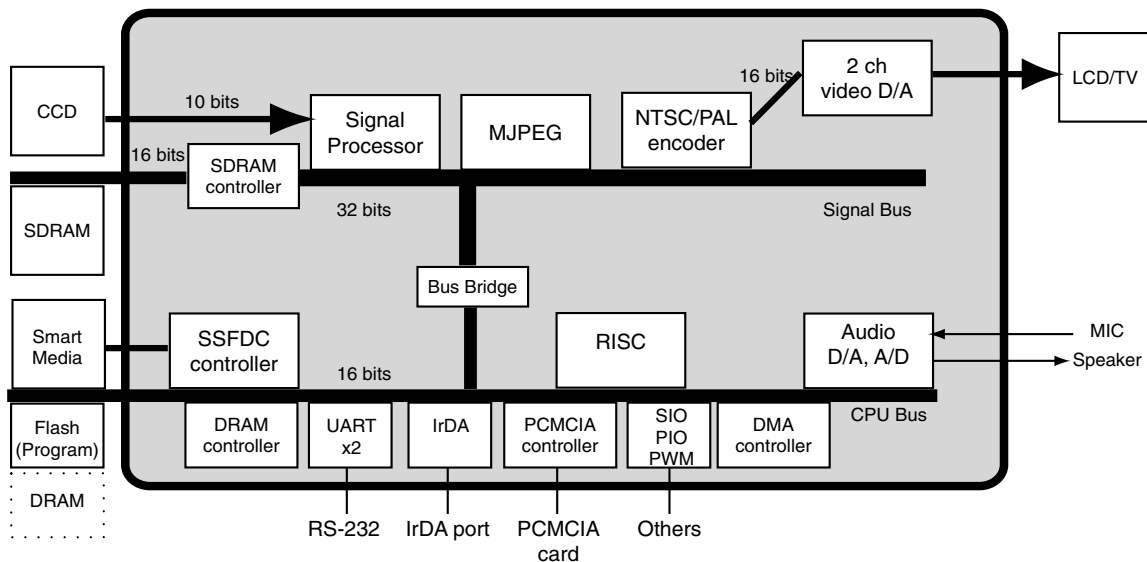 CCD
10 bits
Signal
Processor
MJPEG
NTSC/PAL
encoder
16 bits
2 ch
video D/A
LCD/TV
16 bits
SDRAM
controller
32 bits
Signal Bus
SDRAM
Bus Bridge
Smart
Media
SSFDC
controller
16 bits
RISC
Audio
D/A, A/D
MIC
Speaker
CPU Bus
Flash
(Program)
DRAM
DRAM
controller
UART
x2
IrDA
PCMCIA
controller
SIO
PIO
PWM
DMA
controller
RS-232
IrDA port
PCMCIA
card
Others